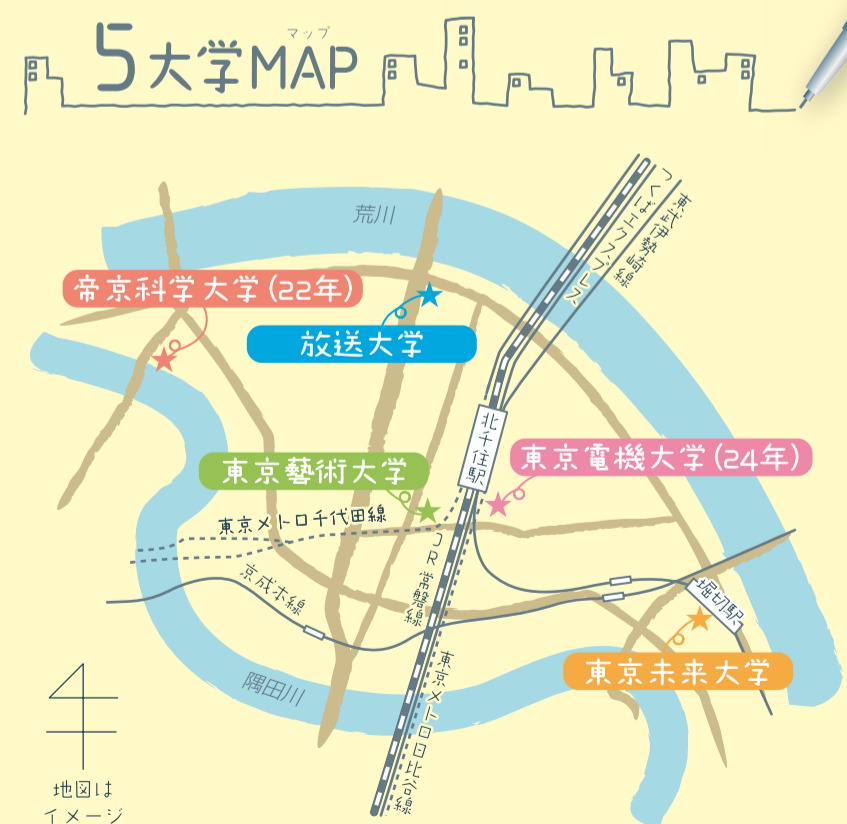 マップ
5大学MAP
荒川
つくばエクスプレス
東武伊勢崎線
帝京科学大学(22年)
放送大学
北千住駅
東京藝術大学
東京電機大学(24年)
東京メトロ千代田線
JR常磐線
京成本線
堀切駅
東京未来大学
隅田川
東京メトロ日比谷線
地図は
イメージ